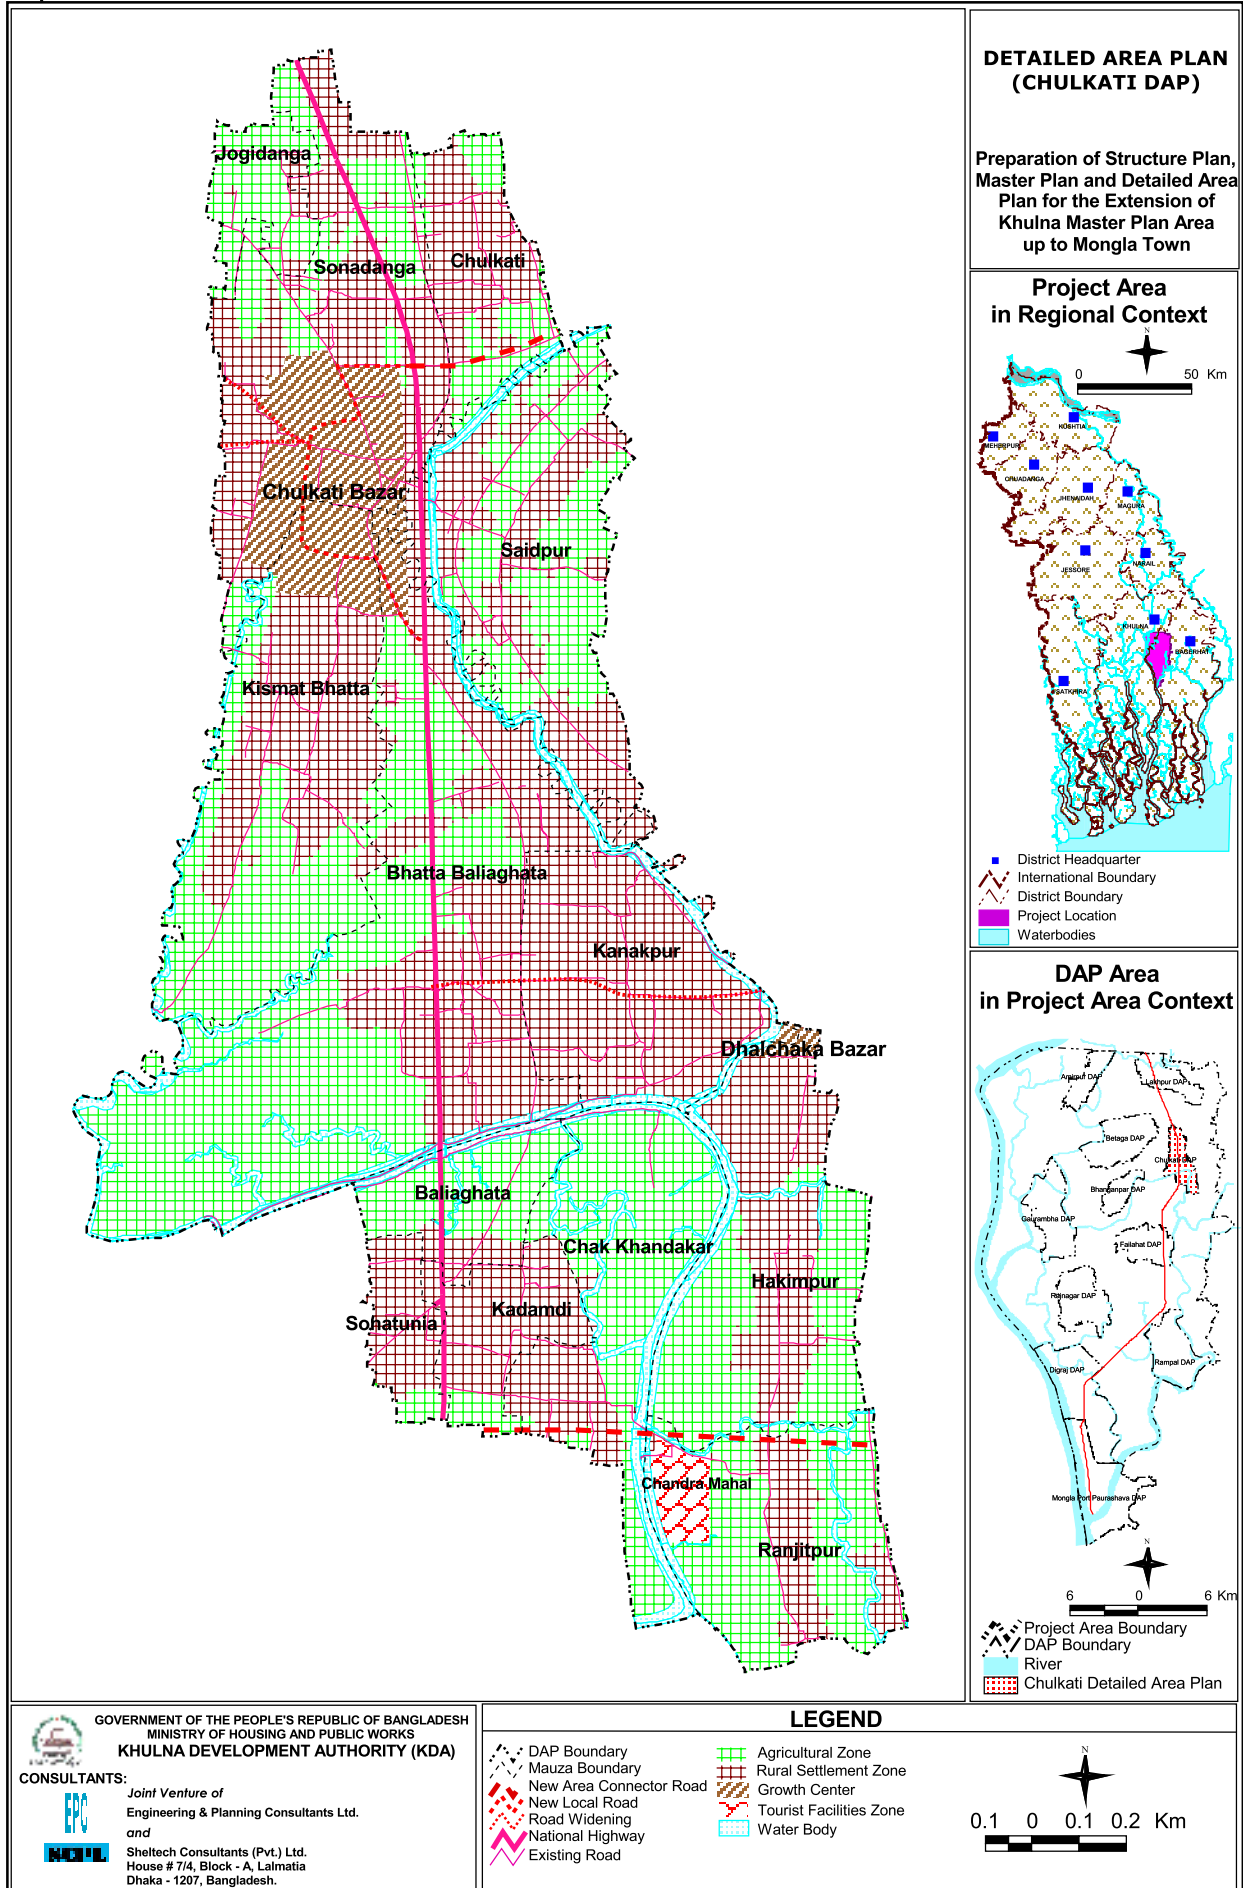 DETAILED AREA PLAN
(CHULKATI DAP)
Preparation of Structure Plan,
Master Plan and Detailed Area
Plan for the Extension of
Khulna Master Plan Area
up to Mongla Town
Jogidanga
Sonadanga
Chulkati
Chulkati Bazar
Saidpur
Kismat Bhatta
Bhatta Baliaghata
Kanakpur
Dhalchaka Bazar
Baliaghata
Chak Khandakar
Hakimpur
Kadamdi
Sohatunia
Chandra Mahal
Ranjitpur
Project Area
in Regional Context
N
0 50 Km
KUSHTIA
MEHERPUR
CHUADANGA
JHENAIDAH
MAGURA
JESSORE
NARAIL
KHULNA
BAGERHAT
SATKHIRA
District Headquarter
International Boundary
District Boundary
Project Location
Waterbodies
DAP Area
in Project Area Context
Amirpur DAP
Lakhpur DAP
Betaga DAP
Chulkati DAP
Bhanganpar DAP
Gaurambha DAP
Failahat DAP
Rajnagar DAP
Digraj DAP
Rampal DAP
Mongla Port Paurashava DAP
N
6 0 6 Km
Project Area Boundary
DAP Boundary
River
Chulkati Detailed Area Plan
GOVERNMENT OF THE PEOPLE'S REPUBLIC OF BANGLADESH
MINISTRY OF HOUSING AND PUBLIC WORKS
KHULNA DEVELOPMENT AUTHORITY (KDA)
CONSULTANTS:
Joint Venture of
EPC
Engineering & Planning Consultants Ltd.
and
Sheltech Consultants (Pvt.) Ltd.
House # 7/4, Block - A, Lalmatia
Dhaka - 1207, Bangladesh.
LEGEND
DAP Boundary
Mauza Boundary
New Area Connector Road
New Local Road
Road Widening
National Highway
Existing Road
Agricultural Zone
Rural Settlement Zone
Growth Center
Tourist Facilities Zone
Water Body
N
0.1 0 0.1 0.2 Km